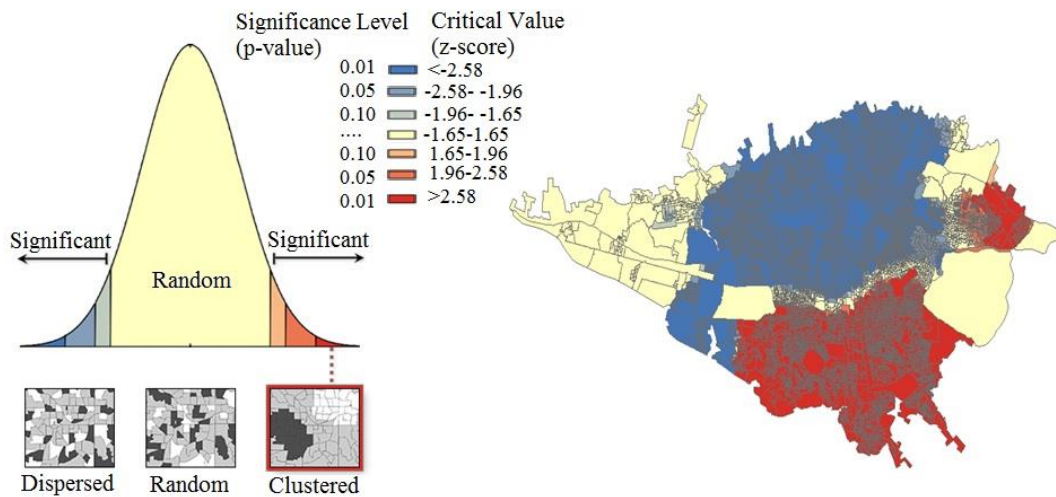 Significance Level Critical Value
(p-value) (z-score)
0.01 <-2.58
0.05 -2.58- -1.96
0.10 -1.96- -1.65
.... -1.65-1.65
0.10 1.65-1.96
0.05 1.96-2.58
0.01 >2.58
Significant Significant
Random
Dispersed Random Clustered